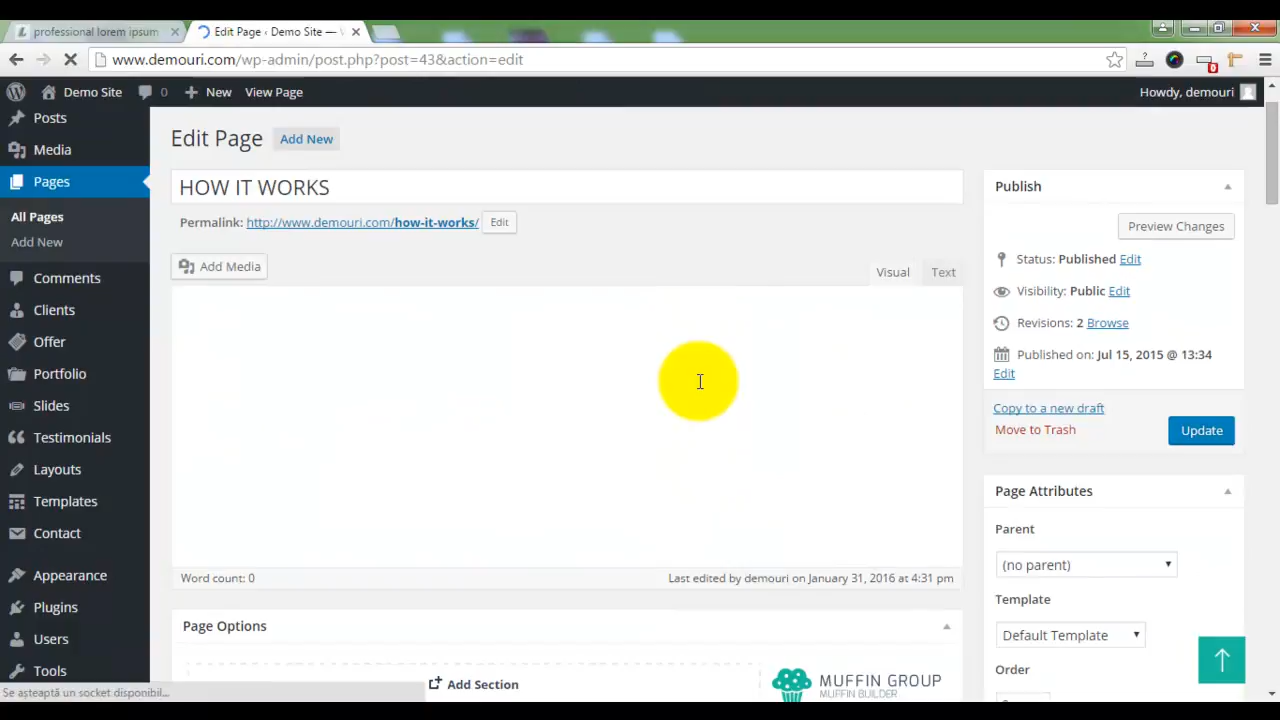 professional lorem ipsum
Edit Page ‹ Demo Site —
www.demouri.com/wp-admin/post.php?post=43&action=edit
Demo Site 0 New View Page Howdy, demouri
Posts
Media
Pages
All Pages
Add New
Comments
Clients
Offer
Portfolio
Slides
Testimonials
Layouts
Templates
Contact
Appearance
Plugins
Users
Tools
Se așteaptă un socket disponibil...
Edit Page Add New
HOW IT WORKS
Permalink: http://www.demouri.com/how-it-works/ Edit
Add Media
Visual Text
Word count: 0 Last edited by demouri on January 31, 2016 at 4:31 pm
Page Options
Add Section
MUFFIN GROUP
MUFFIN BUILDER
Publish
Preview Changes
Status: Published Edit
Visibility: Public Edit
Revisions: 2 Browse
Published on: Jul 15, 2015 @ 13:34
Edit
Copy to a new draft
Move to Trash
Update
Page Attributes
Parent
(no parent)
Template
Default Template
Order